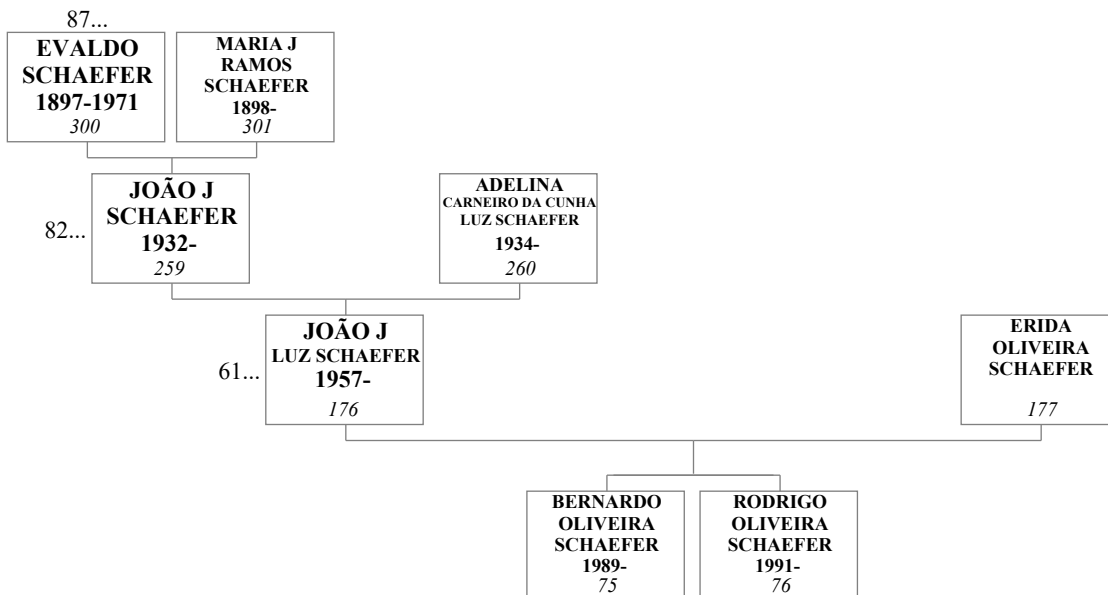 87...
EVALDO
SCHAEFER
1897-1971
300
MARIA J
RAMOS
SCHAEFER
1898-
301
82...
JOÃO J
SCHAEFER
1932-
259
ADELINA
CARNEIRO DA CUNHA
LUZ SCHAEFER
1934-
260
61...
JOÃO J
LUZ SCHAEFER
1957-
176
ERIDA
OLIVEIRA
SCHAEFER
177
BERNARDO
OLIVEIRA
SCHAEFER
1989-
75
RODRIGO
OLIVEIRA
SCHAEFER
1991-
76